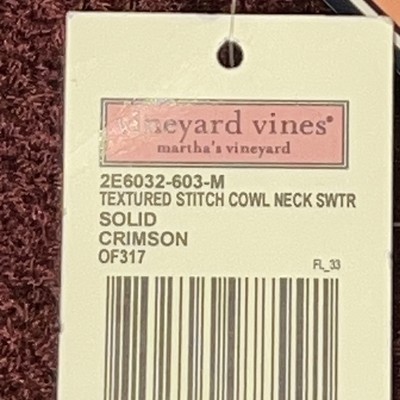 vineyard vines®
martha's vineyard
2E6032-603-M
TEXTURED STITCH COWL NECK SWTR
SOLID
CRIMSON
OF317
FL_33